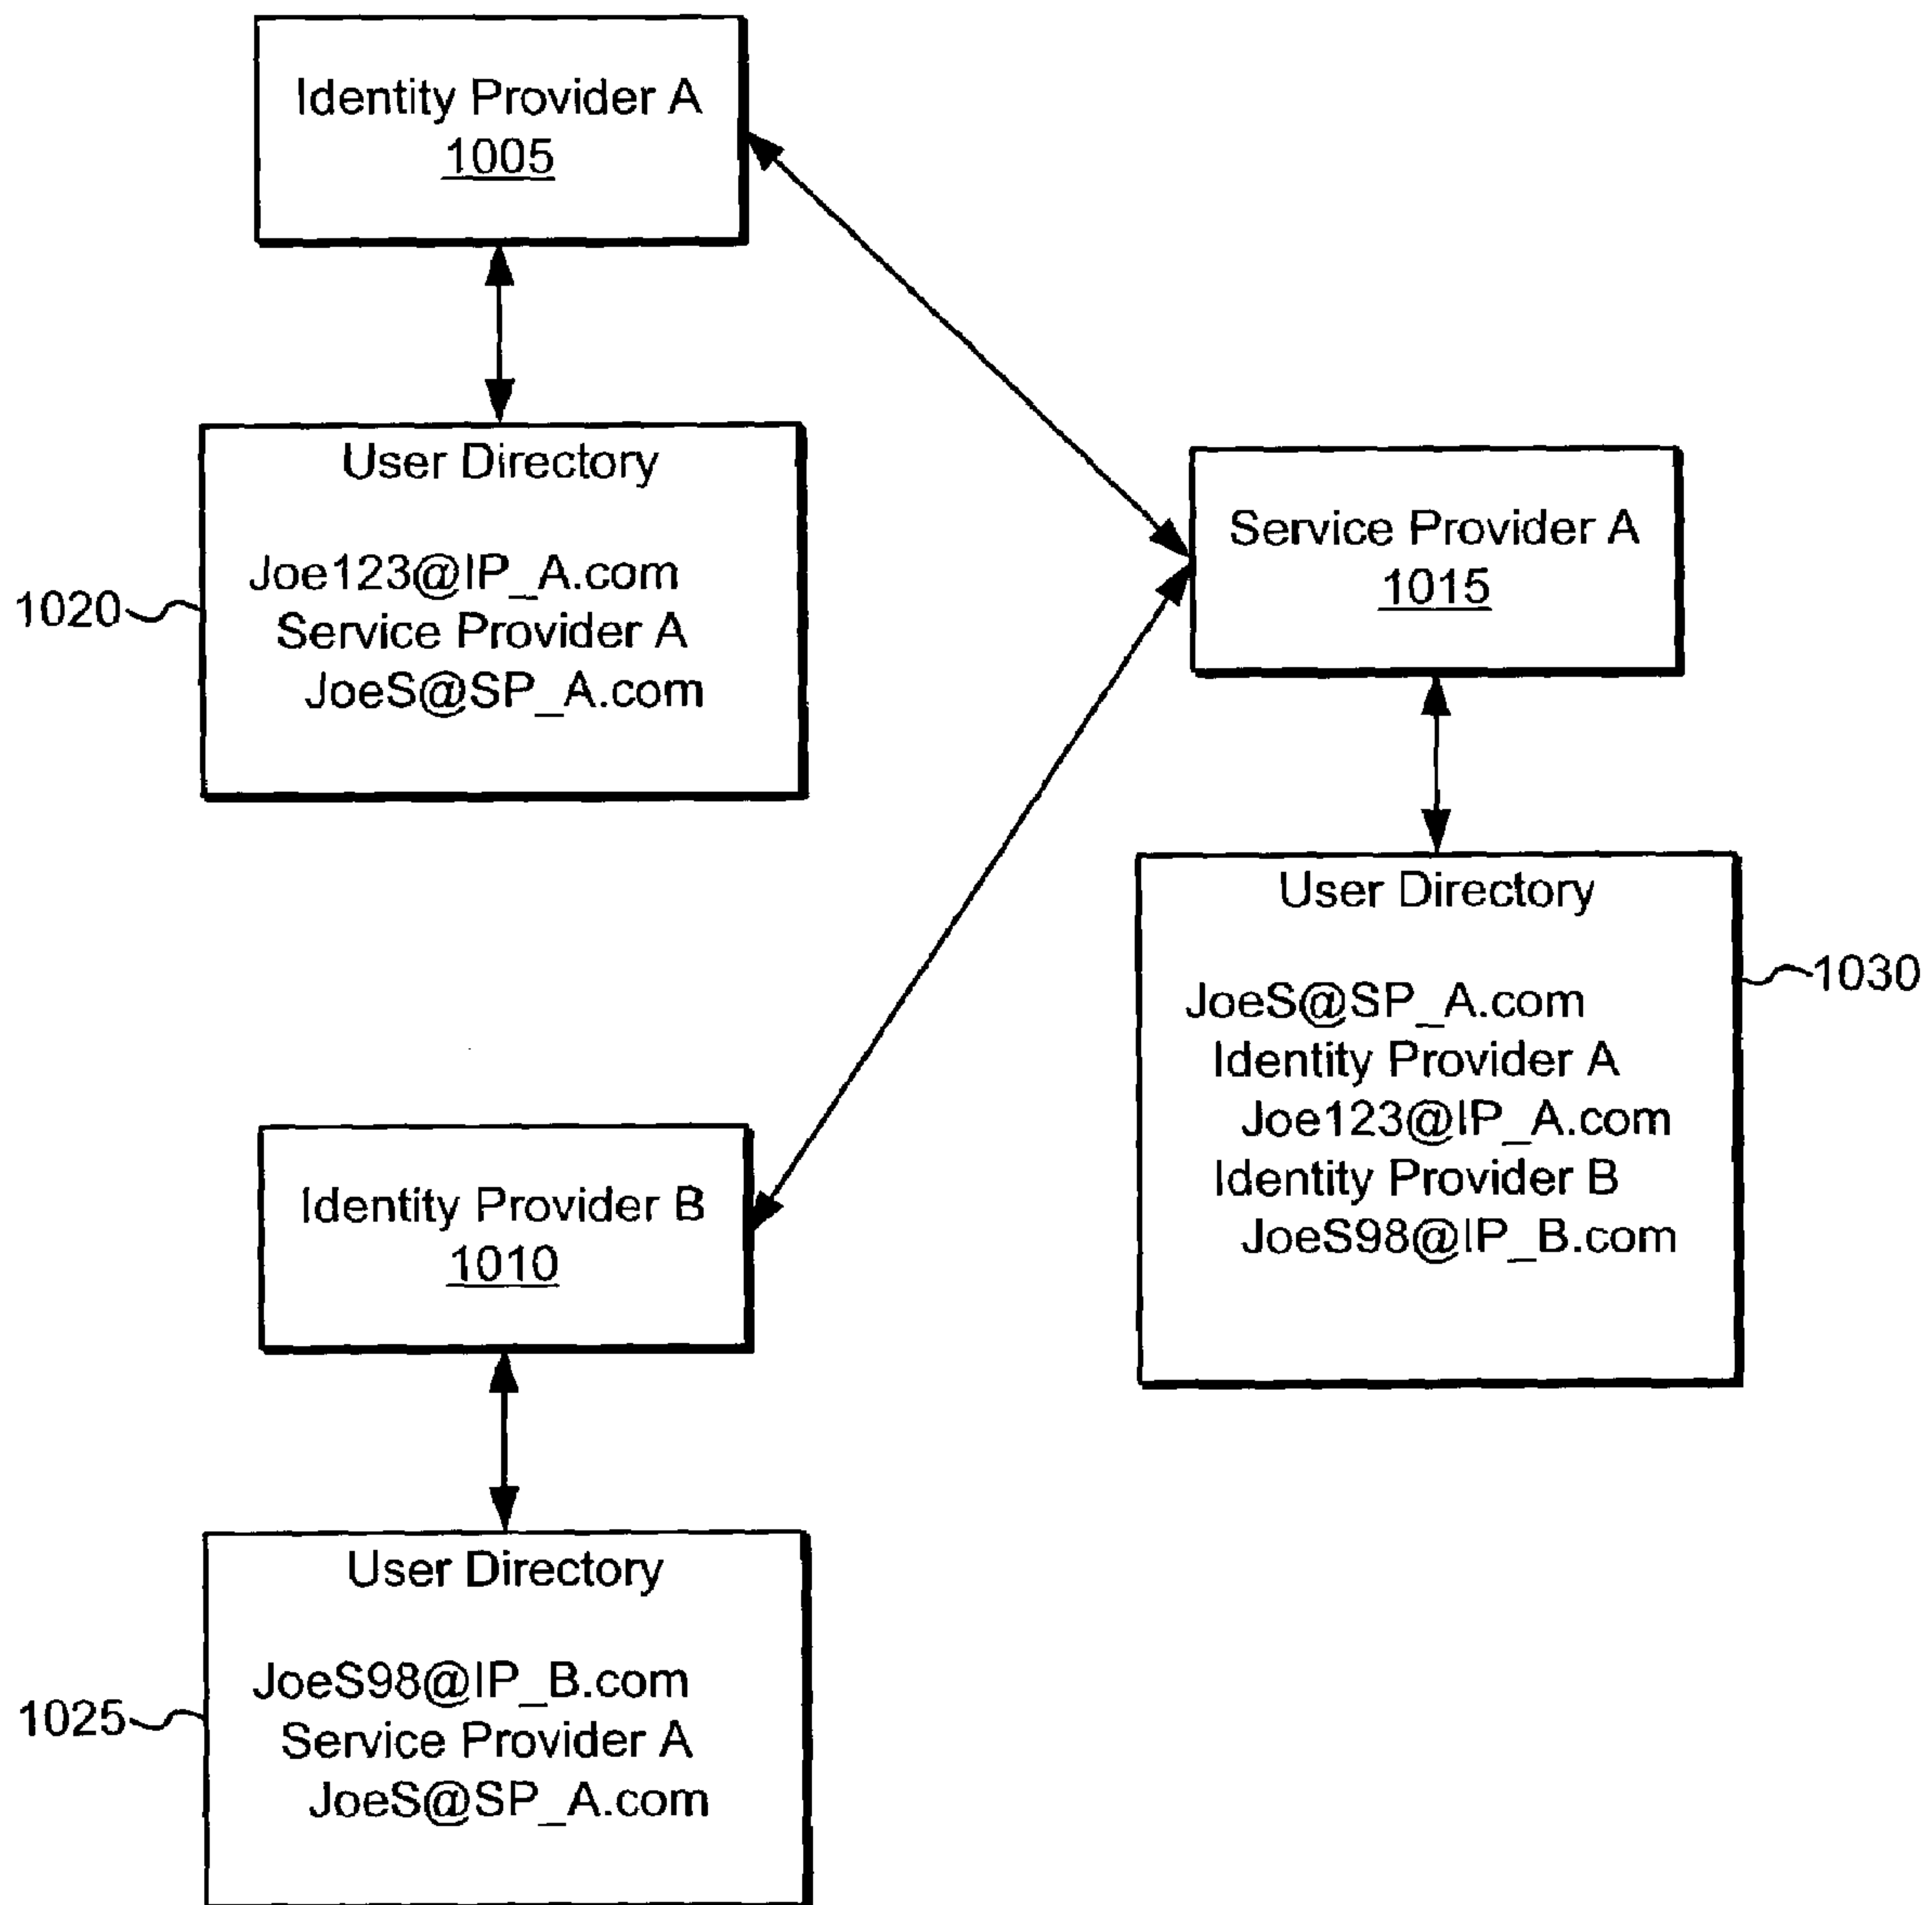 Identity Provider A
1005
User Directory
Joe123@IP_A.com
Service Provider A
JoeS@SP_A.com
1020
Service Provider A
1015
User Directory
JoeS@SP_A.com
Identity Provider A
Joe123@IP_A.com
Identity Provider B
JoeS98@IP_B.com
1030
Identity Provider B
1010
User Directory
JoeS98@IP_B.com
Service Provider A
JoeS@SP_A.com
1025